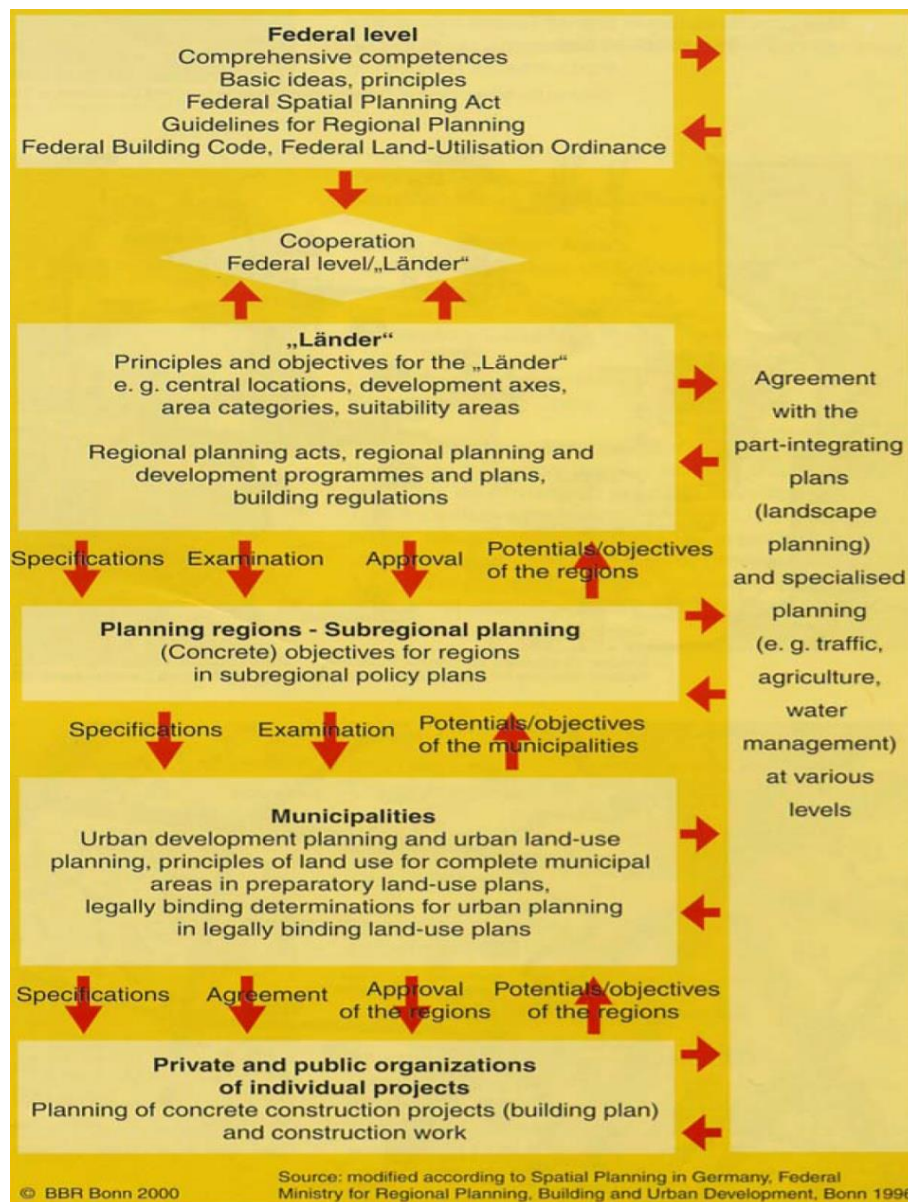 Federal level
Comprehensive competences
Basic ideas, principles
Federal Spatial Planning Act
Guidelines for Regional Planning
Federal Building Code, Federal Land-Utilisation Ordinance
Cooperation
Federal level/„Länder“
„Länder“
Principles and objectives for the „Länder“
e. g. central locations, development axes,
area categories, suitability areas
Regional planning acts, regional planning and
development programmes and plans,
building regulations
Specifications Examination Approval Potentials/objectives
of the regions
Planning regions - Subregional planning
(Concrete) objectives for regions
in subregional policy plans
Specifications Examination Potentials/objectives
of the municipalities
Municipalities
Urban development planning and urban land-use
planning, principles of land use for complete municipal
areas in preparatory land-use plans,
legally binding determinations for urban planning
in legally binding land-use plans
Specifications Agreement Approval Potentials/objectives
of the regions of the regions
Private and public organizations
of individual projects
Planning of concrete construction projects (building plan)
and construction work
Agreement
with the
part-integrating
plans
(landscape
planning)
and specialised
planning
(e. g. traffic,
agriculture,
water
management)
at various
levels
© BBR Bonn 2000
Source: modified according to Spatial Planning in Germany, Federal
Ministry for Regional Planning, Building and Urban Development, Bonn